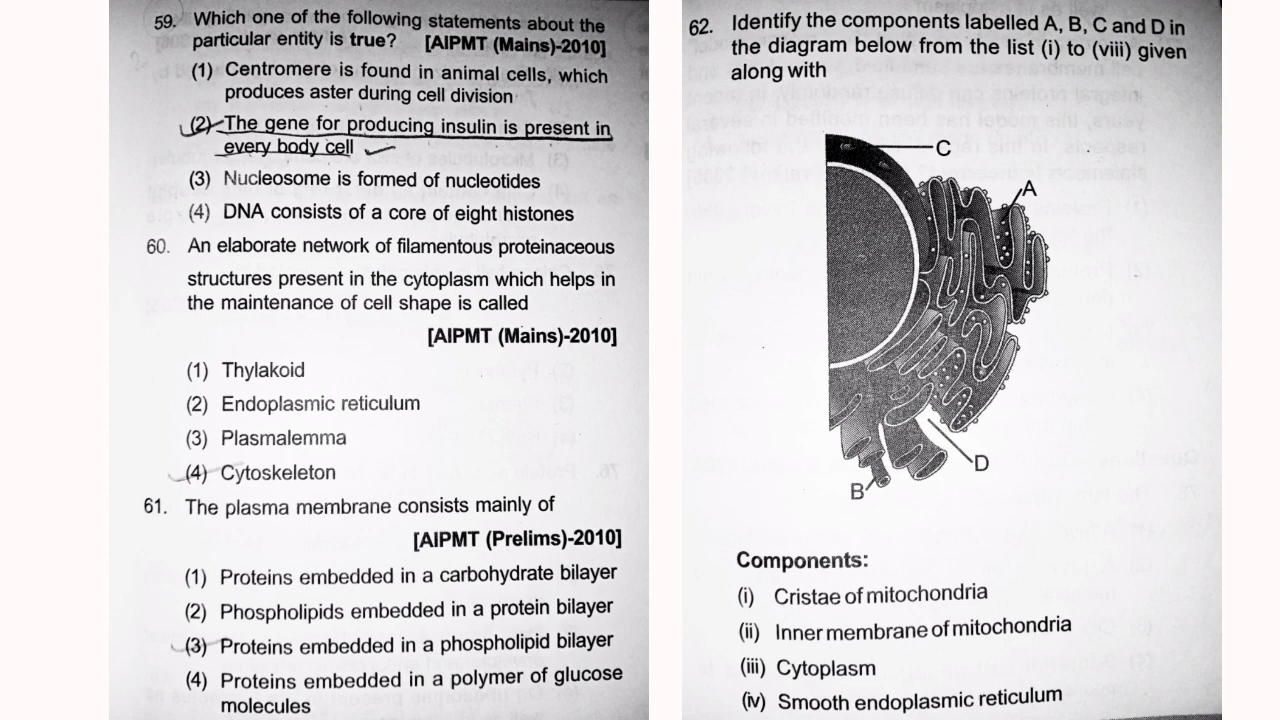 59. Which one of the following statements about the
particular entity is true? [AIPMT (Mains)-2010]
(1) Centromere is found in animal cells, which
produces aster during cell division
(2) The gene for producing insulin is present in
every body cell
(3) Nucleosome is formed of nucleotides
(4) DNA consists of a core of eight histones
60. An elaborate network of filamentous proteinaceous
structures present in the cytoplasm which helps in
the maintenance of cell shape is called
[AIPMT (Mains)-2010]
(1) Thylakoid
(2) Endoplasmic reticulum
(3) Plasmalemma
(4) Cytoskeleton
61. The plasma membrane consists mainly of
[AIPMT (Prelims)-2010]
(1) Proteins embedded in a carbohydrate bilayer
(2) Phospholipids embedded in a protein bilayer
(3) Proteins embedded in a phospholipid bilayer
(4) Proteins embedded in a polymer of glucose
molecules
62. Identify the components labelled A, B, C and D in
the diagram below from the list (i) to (viii) given
along with
C
A
D
B
Components:
(i) Cristae of mitochondria
(ii) Inner membrane of mitochondria
(iii) Cytoplasm
(iv) Smooth endoplasmic reticulum